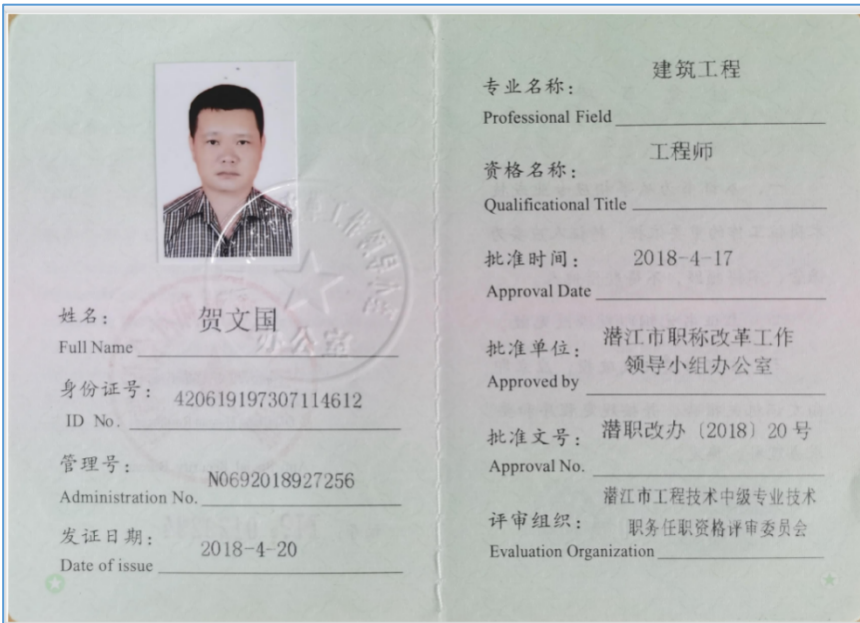 姓名：
贺文国
Full Name
身份证号：
420619197307114612
ID No.
管理号：
N0692018927256
Administration No.
发证日期：
2018-4-20
Date of issue
办公室
建筑工程
专业名称：
Professional Field
工程师
资格名称：
Qualificational Title
批准时间：
2018-4-17
Approval Date
潜江市职称改革工作
批准单位：
领导小组办公室
Approved by
批准文号：
潜职改办〔2018〕20号
Approval No.
潜江市工程技术中级专业技术
评审组织：
职务任职资格评审委员会
Evaluation Organization